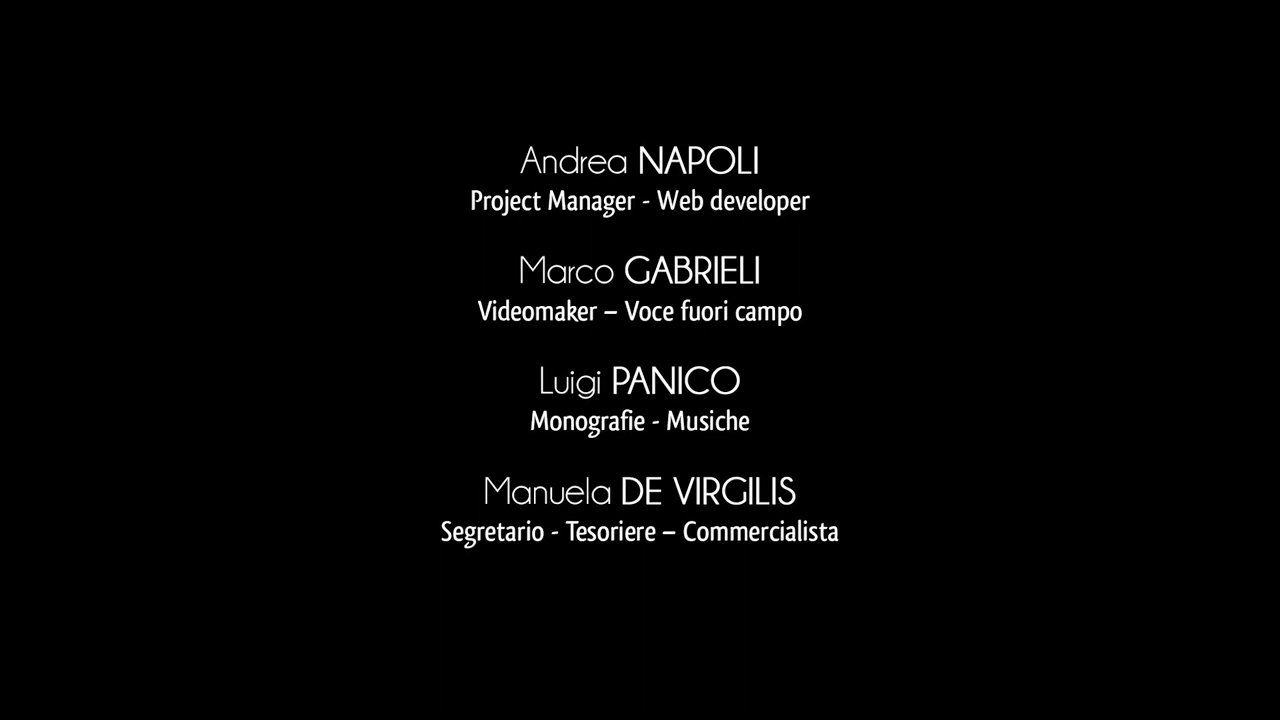 Andrea NAPOLI
Project Manager - Web developer
Marco GABRIELI
Videomaker – Voce fuori campo
Luigi PANICO
Monografie - Musiche
Manuela DE VIRGILIS
Segretario - Tesoriere – Commercialista